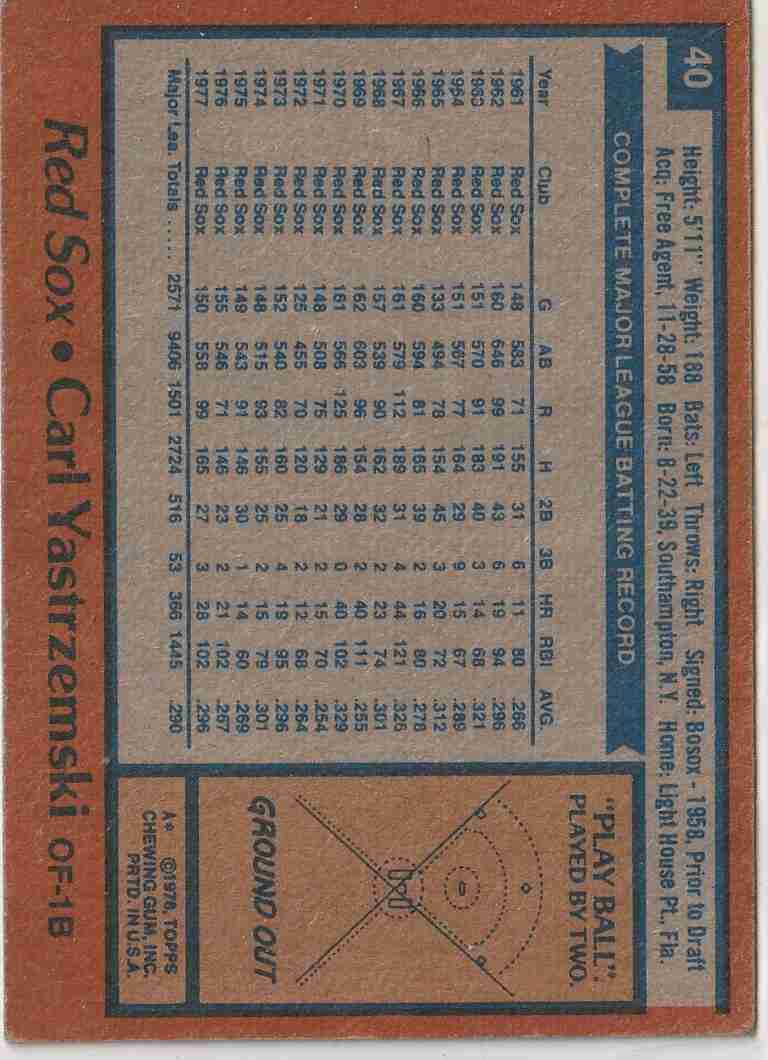 40
Height: 5'11" Weight: 188 Bats: Left Throws: Right Signed: Bosox - 1958, Prior to Draft
Acq: Free Agent, 11-28-58 Born: 8-22-39, Southampton, N.Y. Home: Light House Pt., Fla.
COMPLETE MAJOR LEAGUE BATTING RECORD
Year Club G AB R H 2B 3B HR RBI AVG.
1961 Red Sox 148 583 71 155 31 6 11 80 .266
1962 Red Sox 160 646 99 191 43 6 19 94 .296
1963 Red Sox 151 570 91 183 40 3 14 68 .321
1964 Red Sox 151 567 77 164 29 9 15 67 .289
1965 Red Sox 133 494 78 154 45 3 20 72 .312
1966 Red Sox 160 594 81 165 39 2 16 80 .278
1967 Red Sox 161 579 112 189 31 4 44 121 .326
1968 Red Sox 157 539 90 162 32 2 23 74 .301
1969 Red Sox 162 603 96 154 28 2 40 111 .255
1970 Red Sox 161 566 125 186 29 0 40 102 .329
1971 Red Sox 148 508 75 129 21 2 15 70 .254
1972 Red Sox 125 455 70 120 18 2 12 68 .264
1973 Red Sox 152 540 82 160 25 4 19 95 .296
1974 Red Sox 148 515 93 155 25 2 15 79 .301
1975 Red Sox 149 543 91 146 30 1 14 60 .269
1976 Red Sox 155 546 71 146 23 2 21 102 .267
1977 Red Sox 150 558 99 165 27 3 28 102 .296
Major Lea. Totals ..... 2571 9406 1501 2724 516 53 366 1445 .290
"PLAY BALL"
PLAYED BY TWO.
GROUND OUT
A* ©1978, TOPPS
CHEWING GUM, INC.
PRTD. IN U.S.A.
Red Sox • Carl Yastrzemski OF-1B